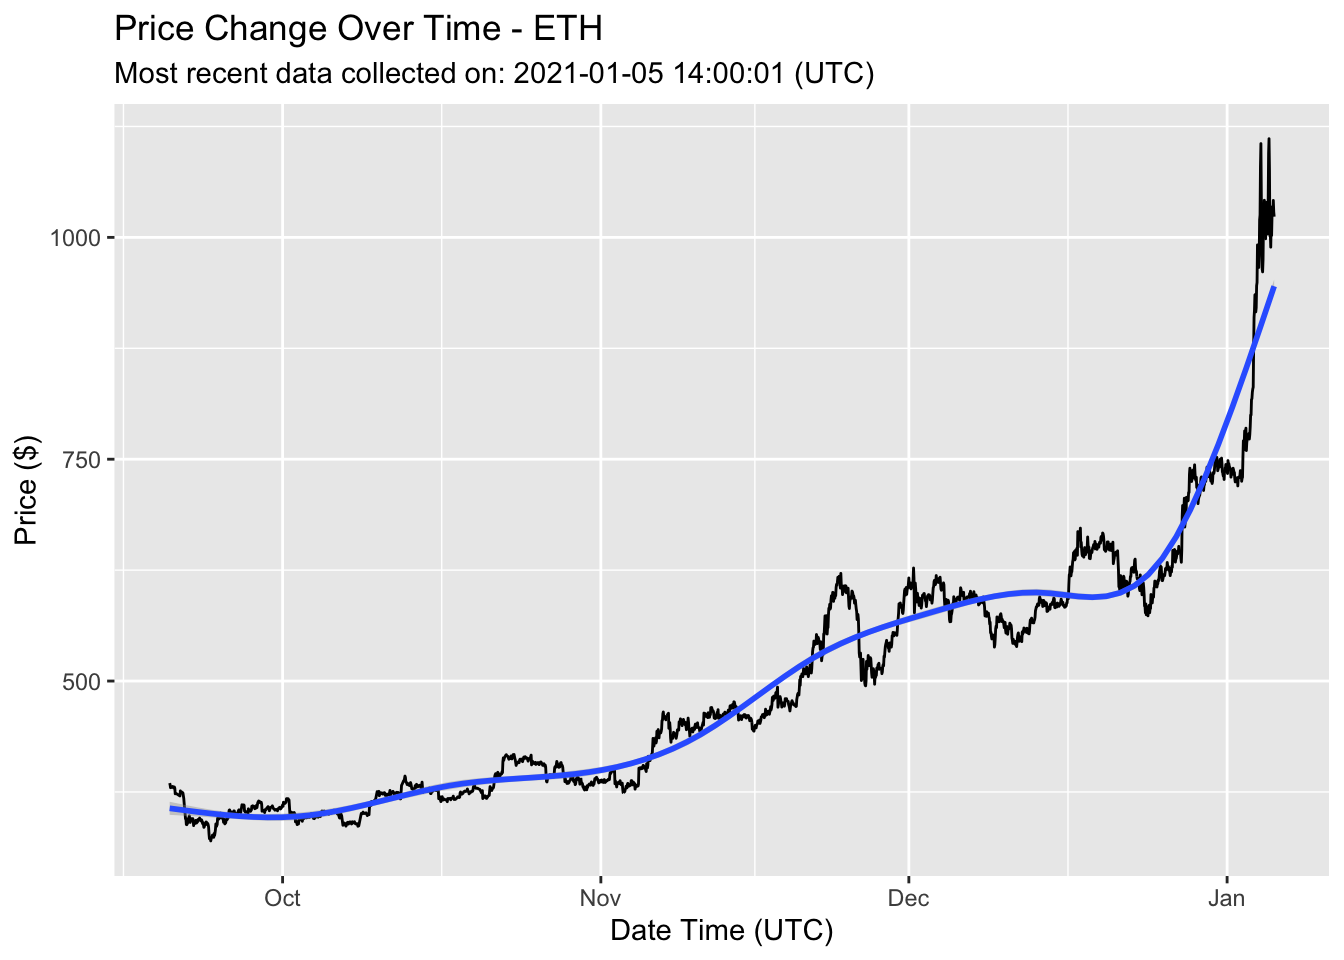 Price Change Over Time - ETH
Most recent data collected on: 2021-01-05 14:00:01 (UTC)
1000
750
500
Price ($)
Oct
Nov
Dec
Jan
Date Time (UTC)